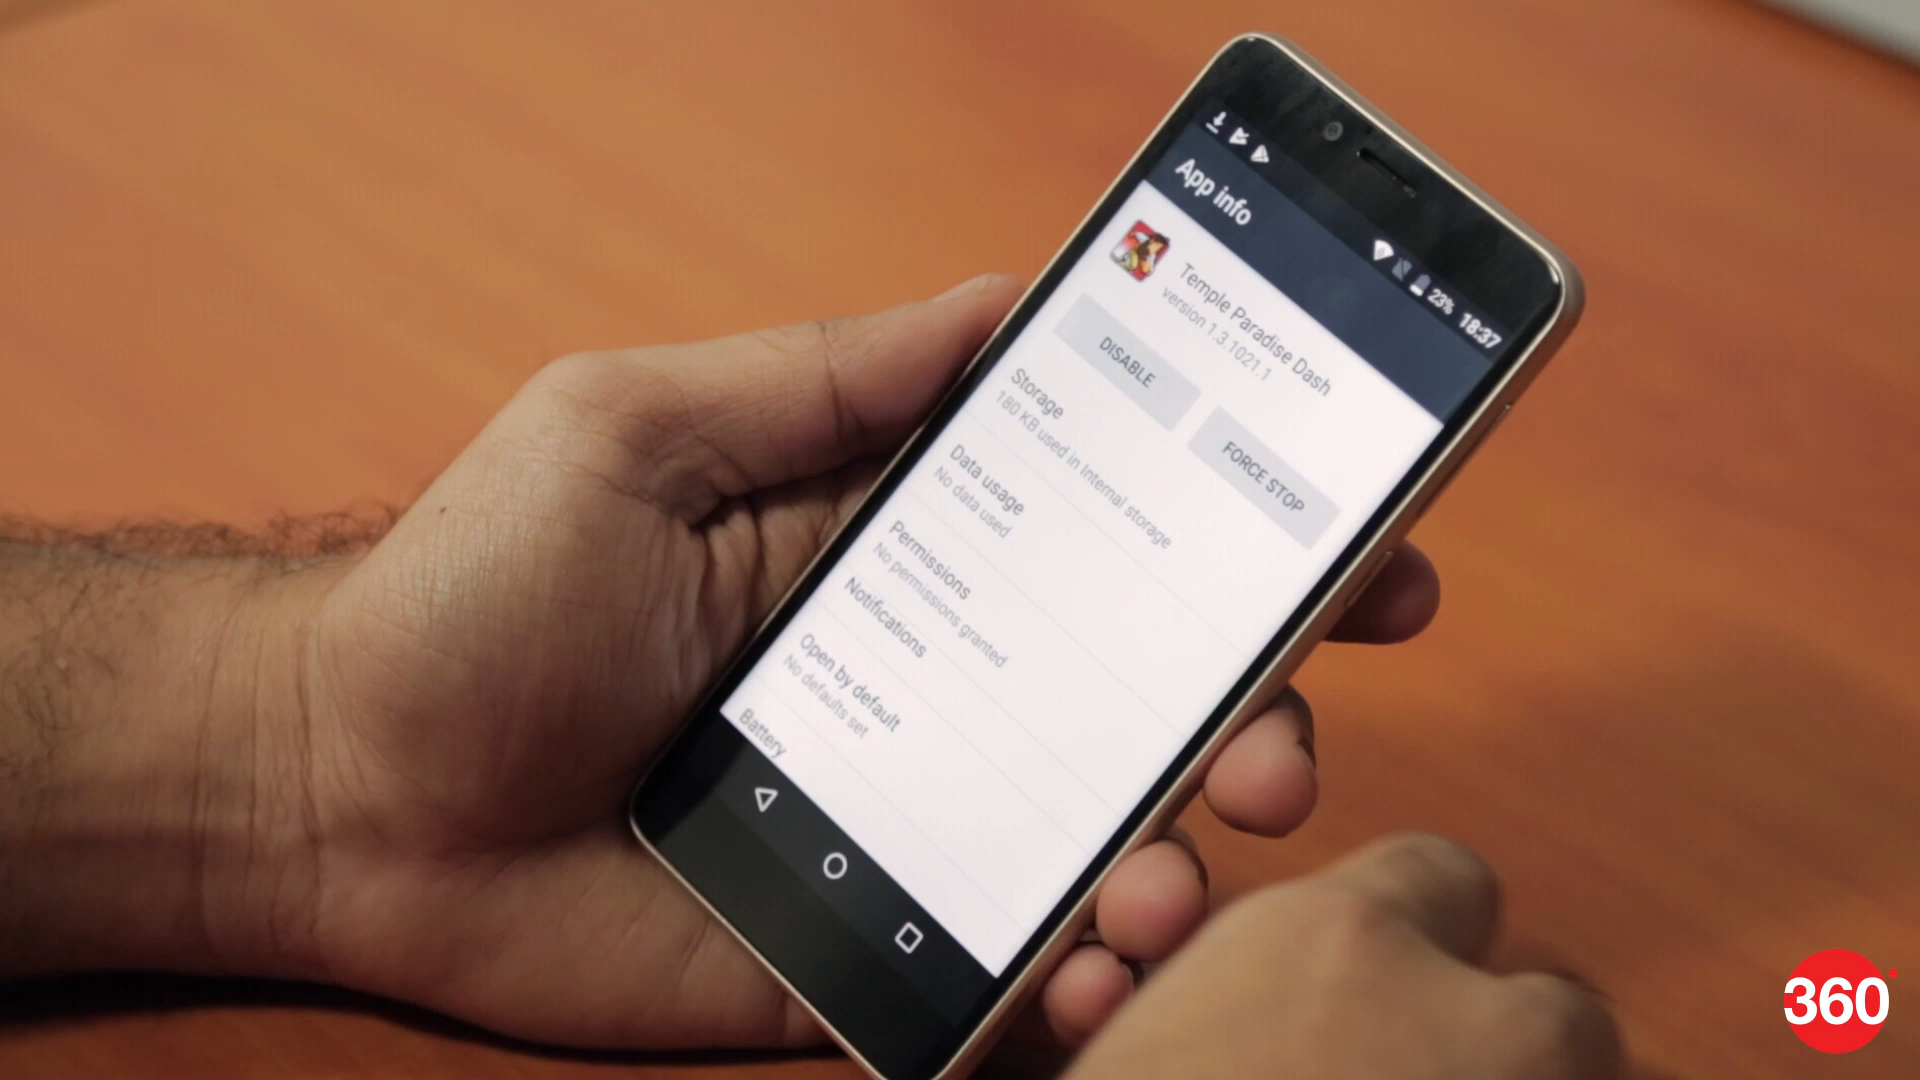 App info
23% 18:37
Temple Paradise Dash
version 1.3.1021.1
DISABLE
FORCE STOP
Storage
180 KB used in Internal storage
Data usage
No data used
Permissions
No permissions granted
Notifications
Open by default
No defaults set
Battery
360